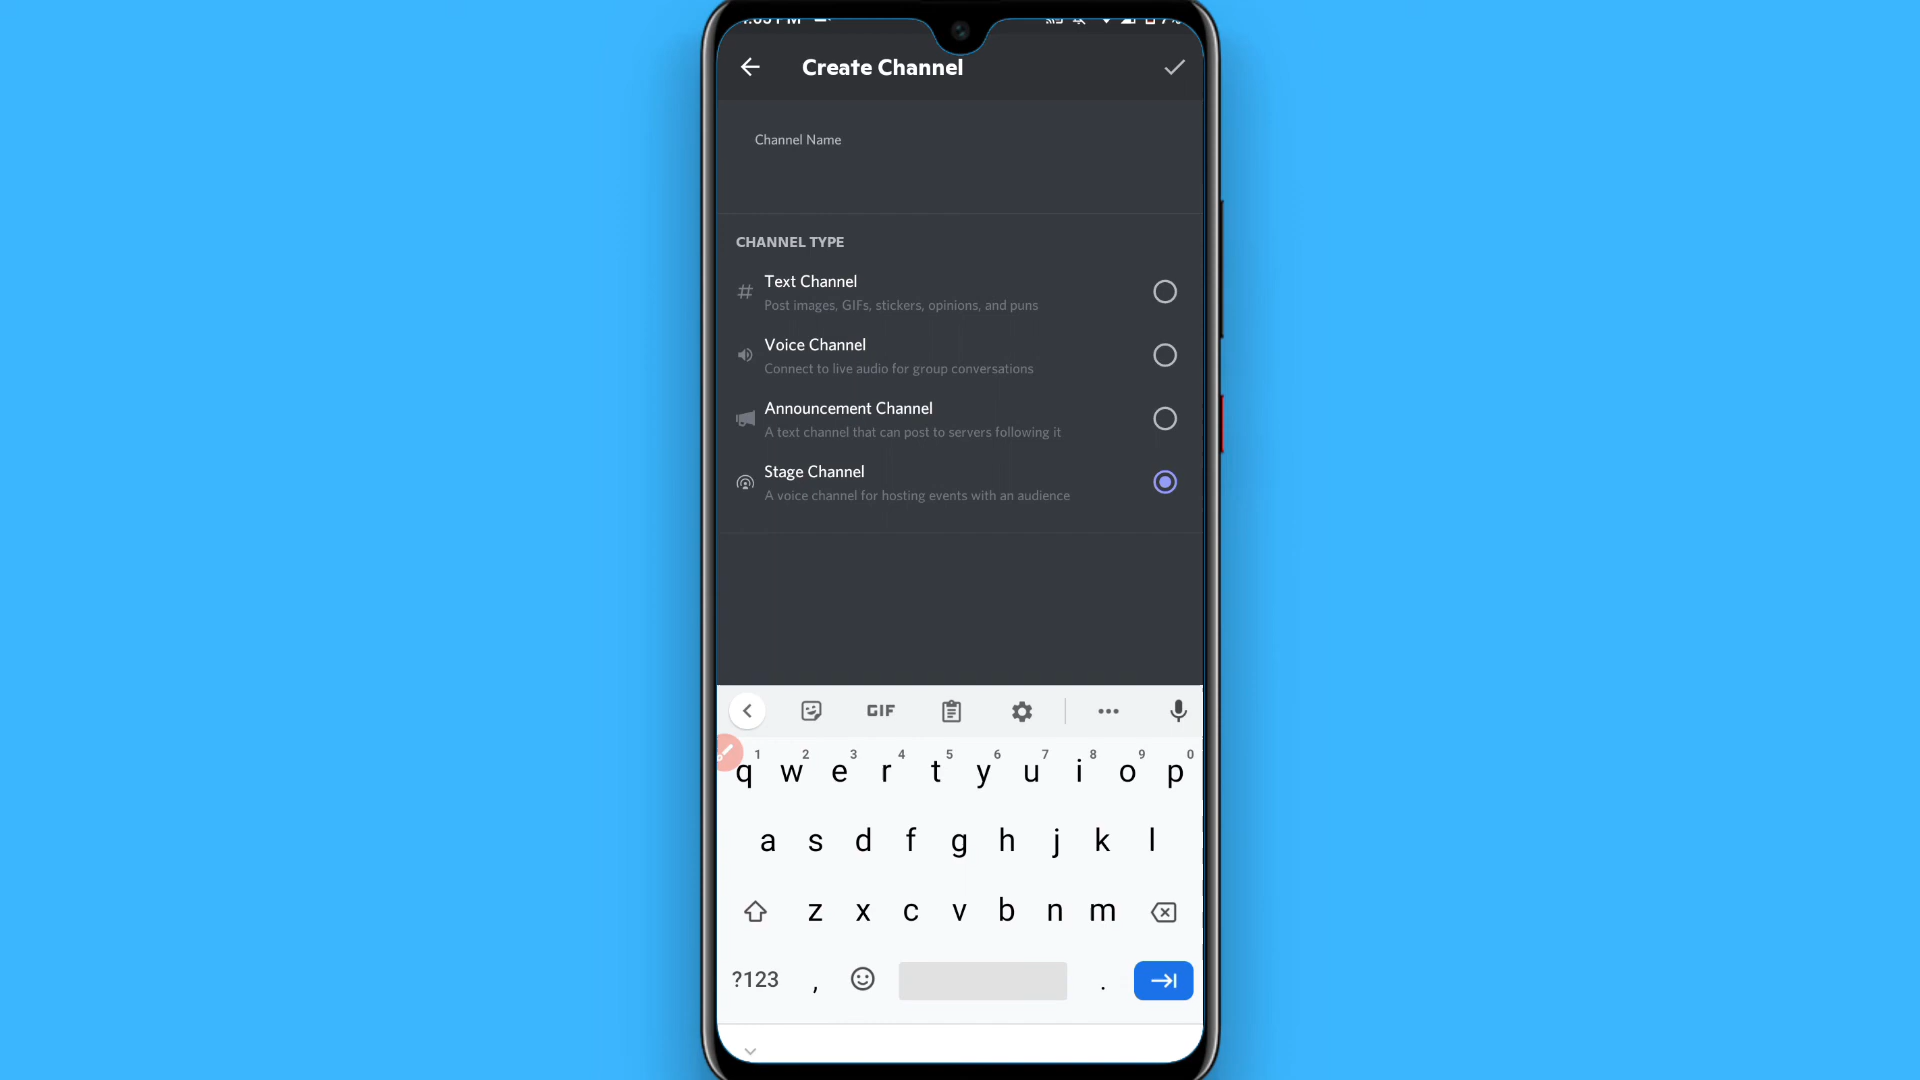 Create Channel
Channel Name
CHANNEL TYPE
Text Channel
Post images, GIFs, stickers, opinions, and puns
Voice Channel
Connect to live audio for group conversations
Announcement Channel
A text channel that can post to servers following it
Stage Channel
A voice channel for hosting events with an audience
GIF
1 2 3 4 5 6 7 8 9 0
q w e r t y u i o p
a s d f g h j k l
z x c v b n m
?123 , .